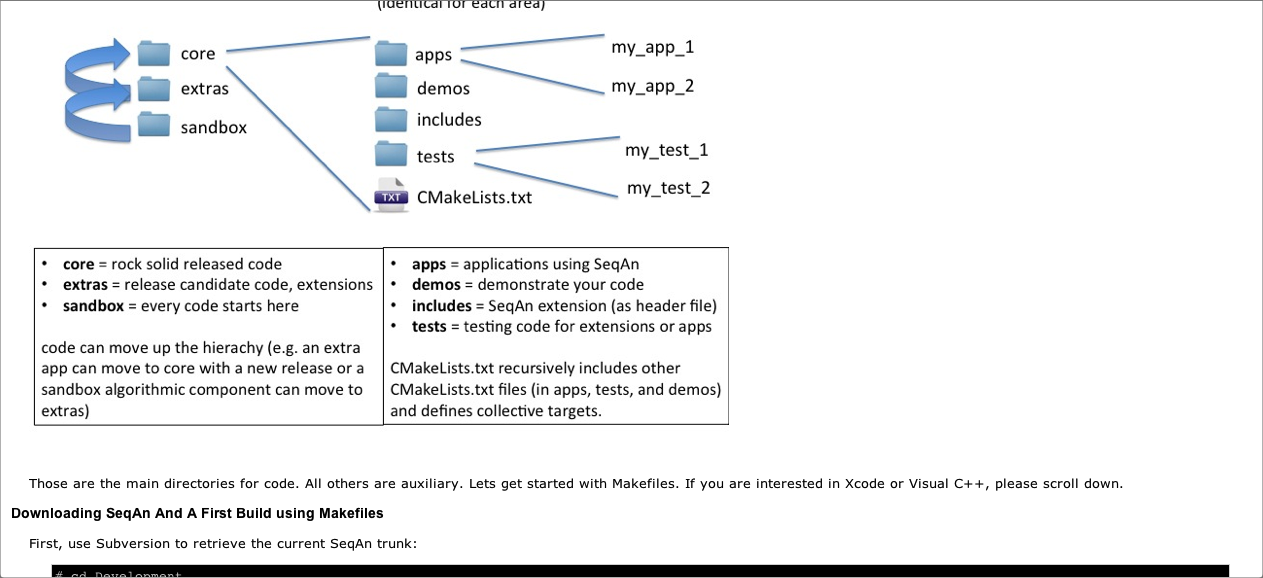 (identical for each area)
core
extras
sandbox
apps
demos
includes
tests
TXT CMakeLists.txt
my_app_1
my_app_2
my_test_1
my_test_2
• core = rock solid released code
• extras = release candidate code, extensions
• sandbox = every code starts here
code can move up the hierachy (e.g. an extra
app can move to core with a new release or a
sandbox algorithmic component can move to
extras)
• apps = applications using SeqAn
• demos = demonstrate your code
• includes = SeqAn extension (as header file)
• tests = testing code for extensions or apps
CMakeLists.txt recursively includes other
CMakeLists.txt files (in apps, tests, and demos)
and defines collective targets.
Those are the main directories for code. All others are auxiliary. Lets get started with Makefiles. If you are interested in Xcode or Visual C++, please scroll down.
Downloading SeqAn And A First Build using Makefiles
First, use Subversion to retrieve the current SeqAn trunk:
# cd Development